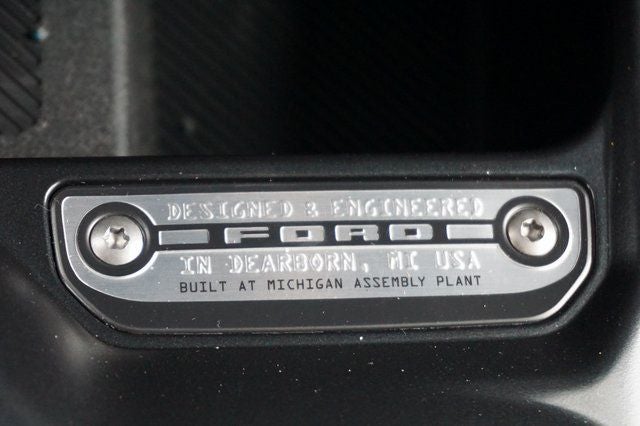 DESIGNED & ENGINEERED
FORD
IN DEARBORN, MI USA
BUILT AT MICHIGAN ASSEMBLY PLANT